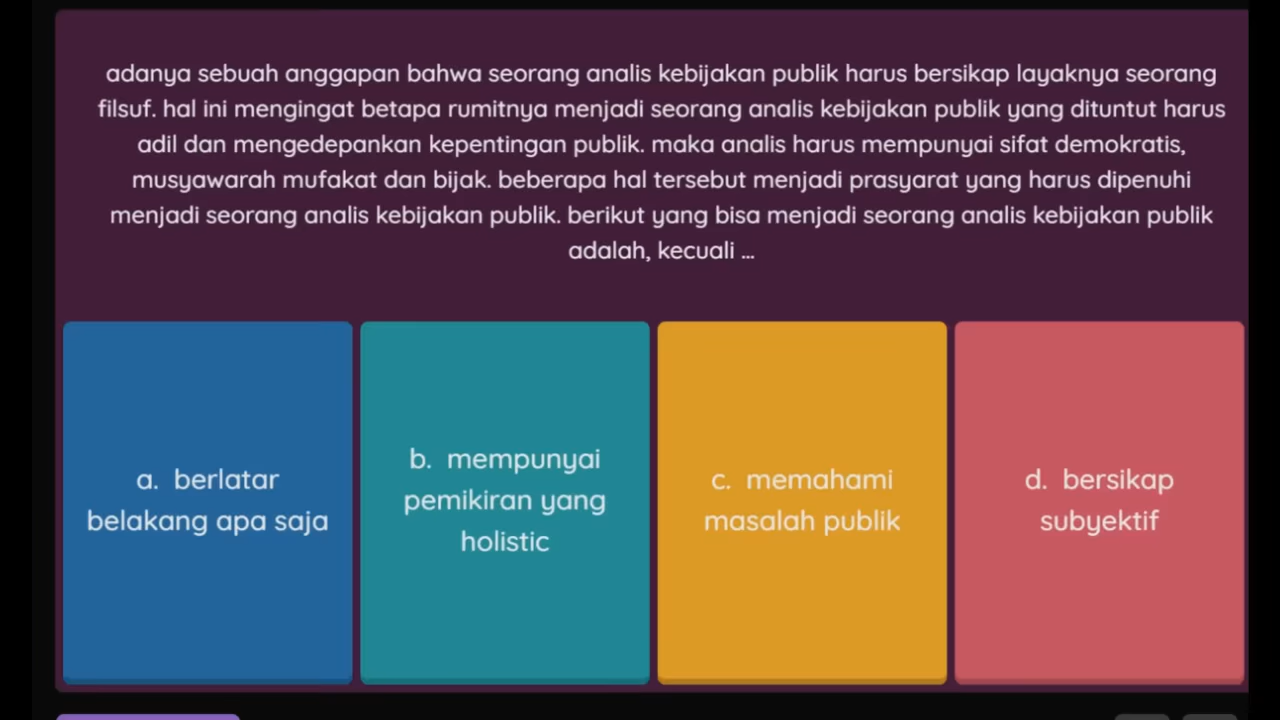 adanya sebuah anggapan bahwa seorang analis kebijakan publik harus bersikap layaknya seorang
filsuf. hal ini mengingat betapa rumitnya menjadi seorang analis kebijakan publik yang dituntut harus
adil dan mengedepankan kepentingan publik. maka analis harus mempunyai sifat demokratis,
musyawarah mufakat dan bijak. beberapa hal tersebut menjadi prasyarat yang harus dipenuhi
menjadi seorang analis kebijakan publik. berikut yang bisa menjadi seorang analis kebijakan publik
adalah, kecuali ...
a. berlatar
belakang apa saja
b. mempunyai
pemikiran yang
holistic
c. memahami
masalah publik
d. bersikap
subyektif